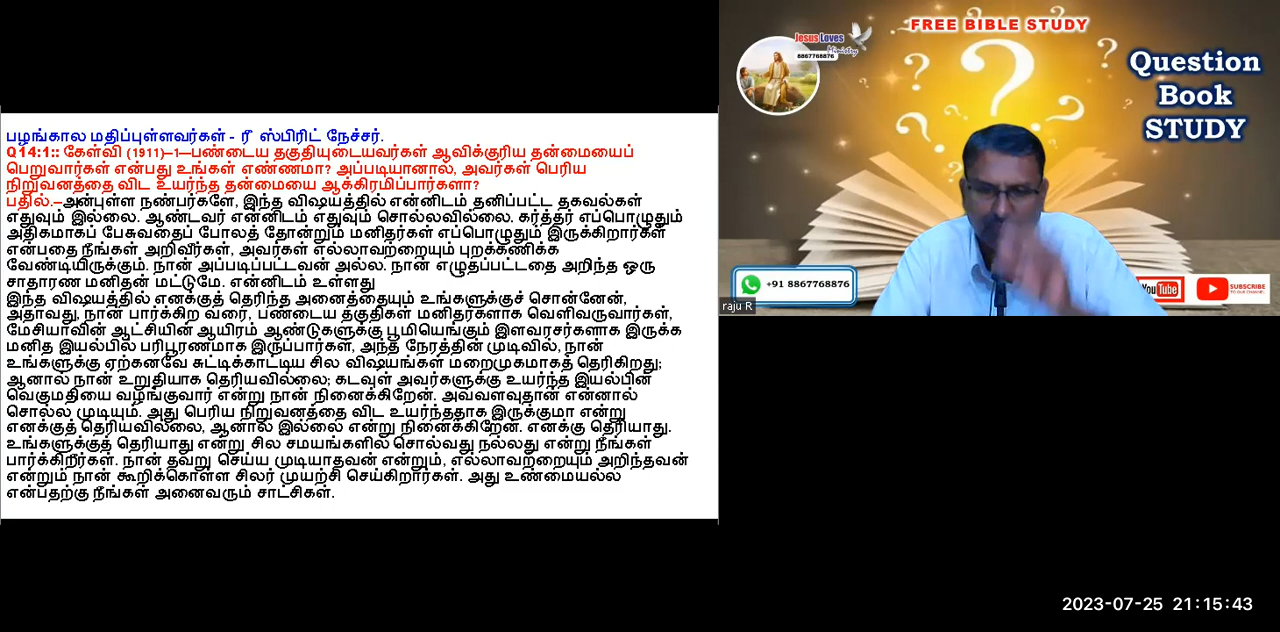 பழங்கால மதிப்புள்ளவர்கள் - ரீ ஸ்பிரிட் நேச்சர்.
Q14:1:: கேள்வி (1911)–1—பண்டைய தகுதியுடையவர்கள் ஆவிக்குரிய தன்மையைப்
பெறுவார்கள் என்பது உங்கள் எண்ணமா? அப்படியானால், அவர்கள் பெரிய
நிறுவனத்தை விட உயர்ந்த தன்மையை ஆக்கிரமிப்பார்களா?
பதில்.–அன்புள்ள நண்பர்களே, இந்த விஷயத்தில் என்னிடம் தனிப்பட்ட தகவல்கள்
எதுவும் இல்லை. ஆண்டவர் என்னிடம் எதுவும் சொல்லவில்லை. கர்த்தர் எப்பொழுதும்
அதிகமாகப் பேசுவதைப் போலத் தோன்றும் மனிதர்கள் எப்பொழுதும் இருக்கிறார்கள்
என்பதை நீங்கள் அறிவீர்கள், அவர்கள் எல்லாவற்றையும் புறக்கணிக்க
வேண்டியிருக்கும். நான் அப்படிப்பட்டவன் அல்ல. நான் எழுதப்பட்டதை அறிந்த ஒரு
சாதாரண மனிதன் மட்டுமே. என்னிடம் உள்ளது
இந்த விஷயத்தில் எனக்குத் தெரிந்த அனைத்தையும் உங்களுக்குச் சொன்னேன்,
அதாவது, நான் பார்க்கிற வரை, பண்டைய தகுதிகள் மனிதர்களாக வெளிவருவார்கள்,
மேசியாவின் ஆட்சியின் ஆயிரம் ஆண்டுகளுக்கு பூமியெங்கும் இளவரசர்களாக இருக்க
மனித இயல்பில் பரிபூரணமாக இருப்பார்கள், அந்த நேரத்தின் முடிவில், நான்
உங்களுக்கு ஏற்கனவே சுட்டிக்காட்டிய சில விஷயங்கள் மறைமுகமாகத் தெரிகிறது;
ஆனால் நான் உறுதியாக தெரியவில்லை; கடவுள் அவர்களுக்கு உயர்ந்த இயல்பின்
வெகுமதியை வழங்குவார் என்று நான் நினைக்கிறேன். அவ்வளவுதான் என்னால்
சொல்ல முடியும். அது பெரிய நிறுவனத்தை விட உயர்ந்ததாக இருக்குமா என்று
எனக்குத் தெரியவில்லை, ஆனால் இல்லை என்று நினைக்கிறேன். எனக்கு தெரியாது.
உங்களுக்குத் தெரியாது என்று சில சமயங்களில் சொல்வது நல்லது என்று நீங்கள்
பார்க்கிறீர்கள். நான் தவறு செய்ய முடியாதவன் என்றும், எல்லாவற்றையும் அறிந்தவன்
என்றும் நான் கூறிக்கொள்ள சிலர் முயற்சி செய்கிறார்கள். அது உண்மையல்ல
என்பதற்கு நீங்கள் அனைவரும் சாட்சிகள்.
FREE BIBLE STUDY
Jesus Loves
Ministry
8867768876
Question
Book
STUDY
+91 8867768876
YouTube
SUBSCRIBE
raju R
2023-07-25 21:15:43